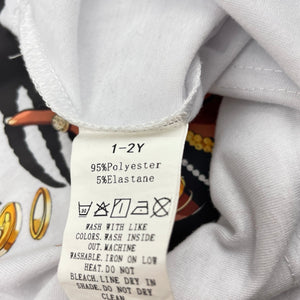 1-2Y
95%Polyester
5%Elastane
WASH WITH LIKE
COLORS. WASH INSIDE
OUT. MACHINE
WASHABLE. IRON ON LOW
HEAT. DO NOT
BLEACH. LINE DRY IN
SHADE. DO NOT DRY
CLEAN